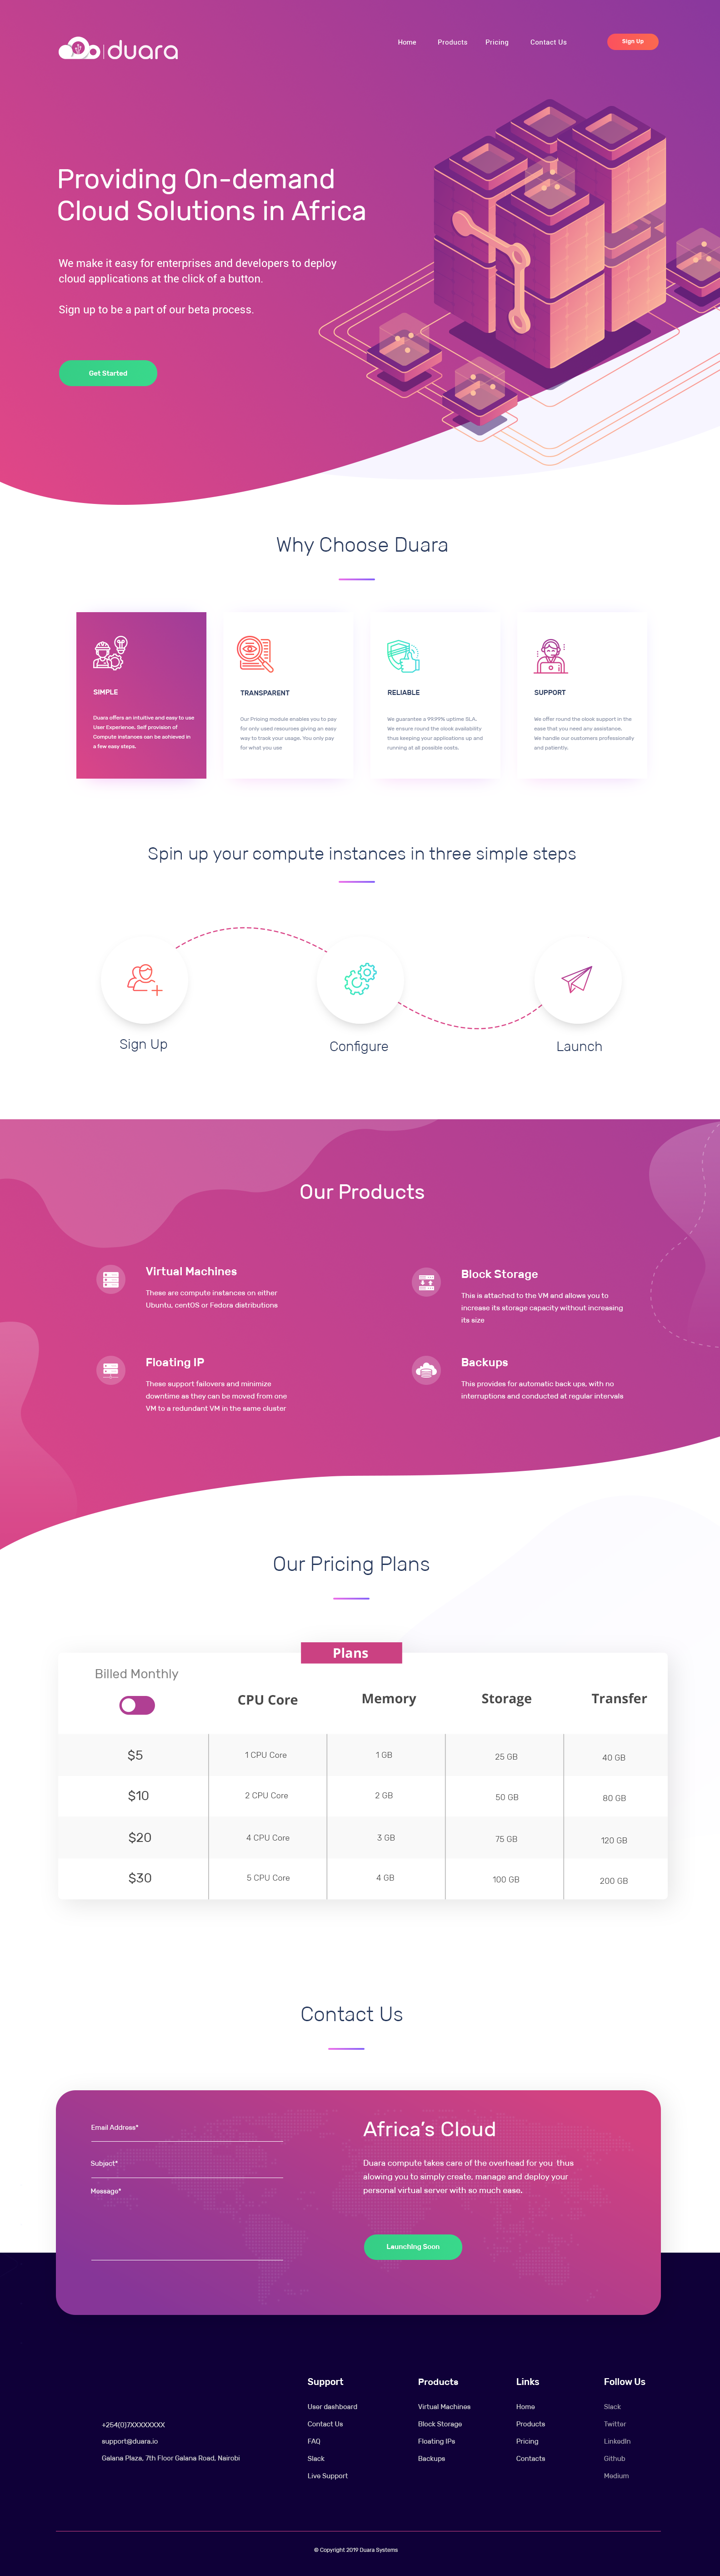 duara
Home Products Pricing Contact Us Sign Up
Providing On-demand
Cloud Solutions in Africa
We make it easy for enterprises and developers to deploy
cloud applications at the click of a button.
Sign up to be a part of our beta process.
Get Started
Why Choose Duara
SIMPLE
Duara offers an intuitive and easy to use
User Experience. Self provision of
Compute instances can be achieved in
a few easy steps.
TRANSPARENT
Our Pricing module enables you to pay
for only used resources giving an easy
way to track your usage. You only pay
for what you use
RELIABLE
We guarantee a 99.99% uptime SLA.
We ensure round the clock availability
thus keeping your applications up and
running at all possible costs.
SUPPORT
We offer round the clock support in the
ease that you need any assistance.
We handle our customers professionally
and patiently.
Spin up your compute instances in three simple steps
Sign Up
Configure
Launch
Our Products
Virtual Machines
These are compute instances on either
Ubuntu, centOS or Fedora distributions
Block Storage
This is attached to the VM and allows you to
increase its storage capacity without increasing
its size
Floating IP
These support failovers and minimize
downtime as they can be moved from one
VM to a redundant VM in the same cluster
Backups
This provides for automatic back ups, with no
interruptions and conducted at regular intervals
Our Pricing Plans
Plans
Billed Monthly
CPU Core Memory Storage Transfer
$5 1 CPU Core 1 GB 25 GB 40 GB
$10 2 CPU Core 2 GB 50 GB 80 GB
$20 4 CPU Core 3 GB 75 GB 120 GB
$30 5 CPU Core 4 GB 100 GB 200 GB
Contact Us
Email Address*
Subject*
Message*
Africa's Cloud
Duara compute takes care of the overhead for you thus
alowing you to simply create, manage and deploy your
personal virtual server with so much ease.
Launching Soon
+254(0)7XXXXXXXX
support@duara.io
Galana Plaza, 7th Floor Galana Road, Nairobi
Support
User dashboard
Contact Us
FAQ
Slack
Live Support
Products
Virtual Machines
Block Storage
Floating IPs
Backups
Links
Home
Products
Pricing
Contacts
Follow Us
Slack
Twitter
LinkedIn
Github
Medium
© Copyright 2019 Duara Systems